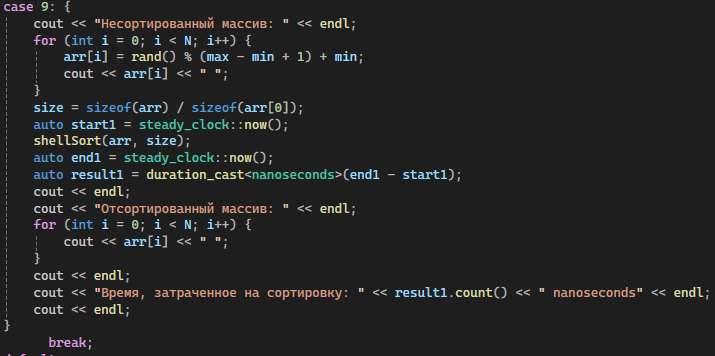 case 9: {
cout << "Несортированный массив: " << endl;
for (int i = 0; i < N; i++) {
arr[i] = rand() % (max - min + 1) + min;
cout << arr[i] << " ";
}
size = sizeof(arr) / sizeof(arr[0]);
auto start1 = steady_clock::now();
shellSort(arr, size);
auto end1 = steady_clock::now();
auto result1 = duration_cast<nanoseconds>(end1 - start1);
cout << endl;
cout << "Отсортированный массив: " << endl;
for (int i = 0; i < N; i++) {
cout << arr[i] << " ";
}
cout << endl;
cout << "Время, затраченное на сортировку: " << result1.count() << " nanoseconds" << endl;
cout << endl;
}
break;